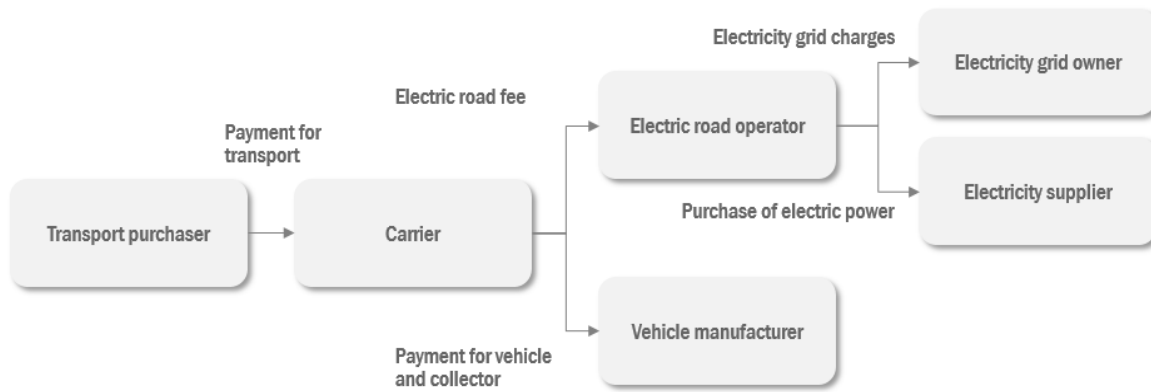 Electricity grid charges
Electricity grid owner
Electric road fee
Electric road operator
Payment for
transport
Purchase of electric power
Electricity supplier
Transport purchaser
Carrier
Vehicle manufacturer
Payment for vehicle
and collector